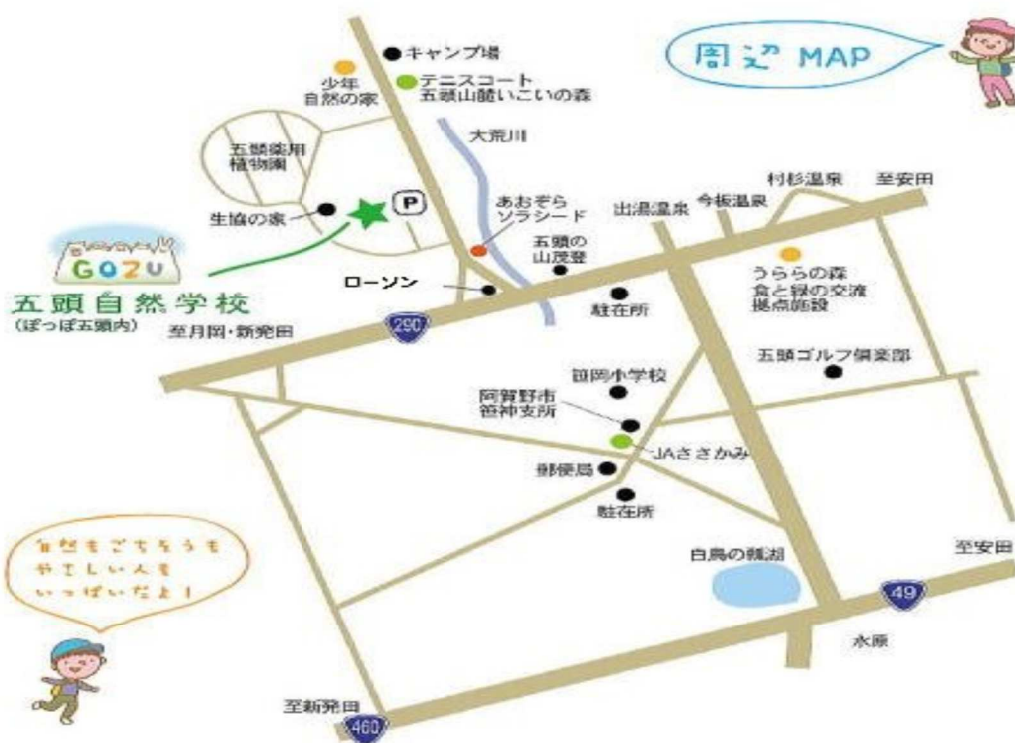 周辺 MAP
キャンプ場
少年
自然の家
テニスコート
五頭山麓いこいの森
大荒川
五頭薬用
植物園
生協の家
P
あおぞら
ソラシード
出湯温泉
今板温泉
村杉温泉
至安田
五頭の
山茂登
GOZU
五頭自然学校
(ぽっぽ五頭内)
ローソン
駐在所
うららの森
食と緑の交流
拠点施設
至月岡・新発田
290
五頭ゴルフ倶楽部
笹岡小学校
阿賀野市
笹神支所
JAささかみ
郵便局
駐在所
自然もごちそうも
やさしい人も
いっぱいだよ!
白鳥の瓢湖
至安田
49
水原
至新発田
460